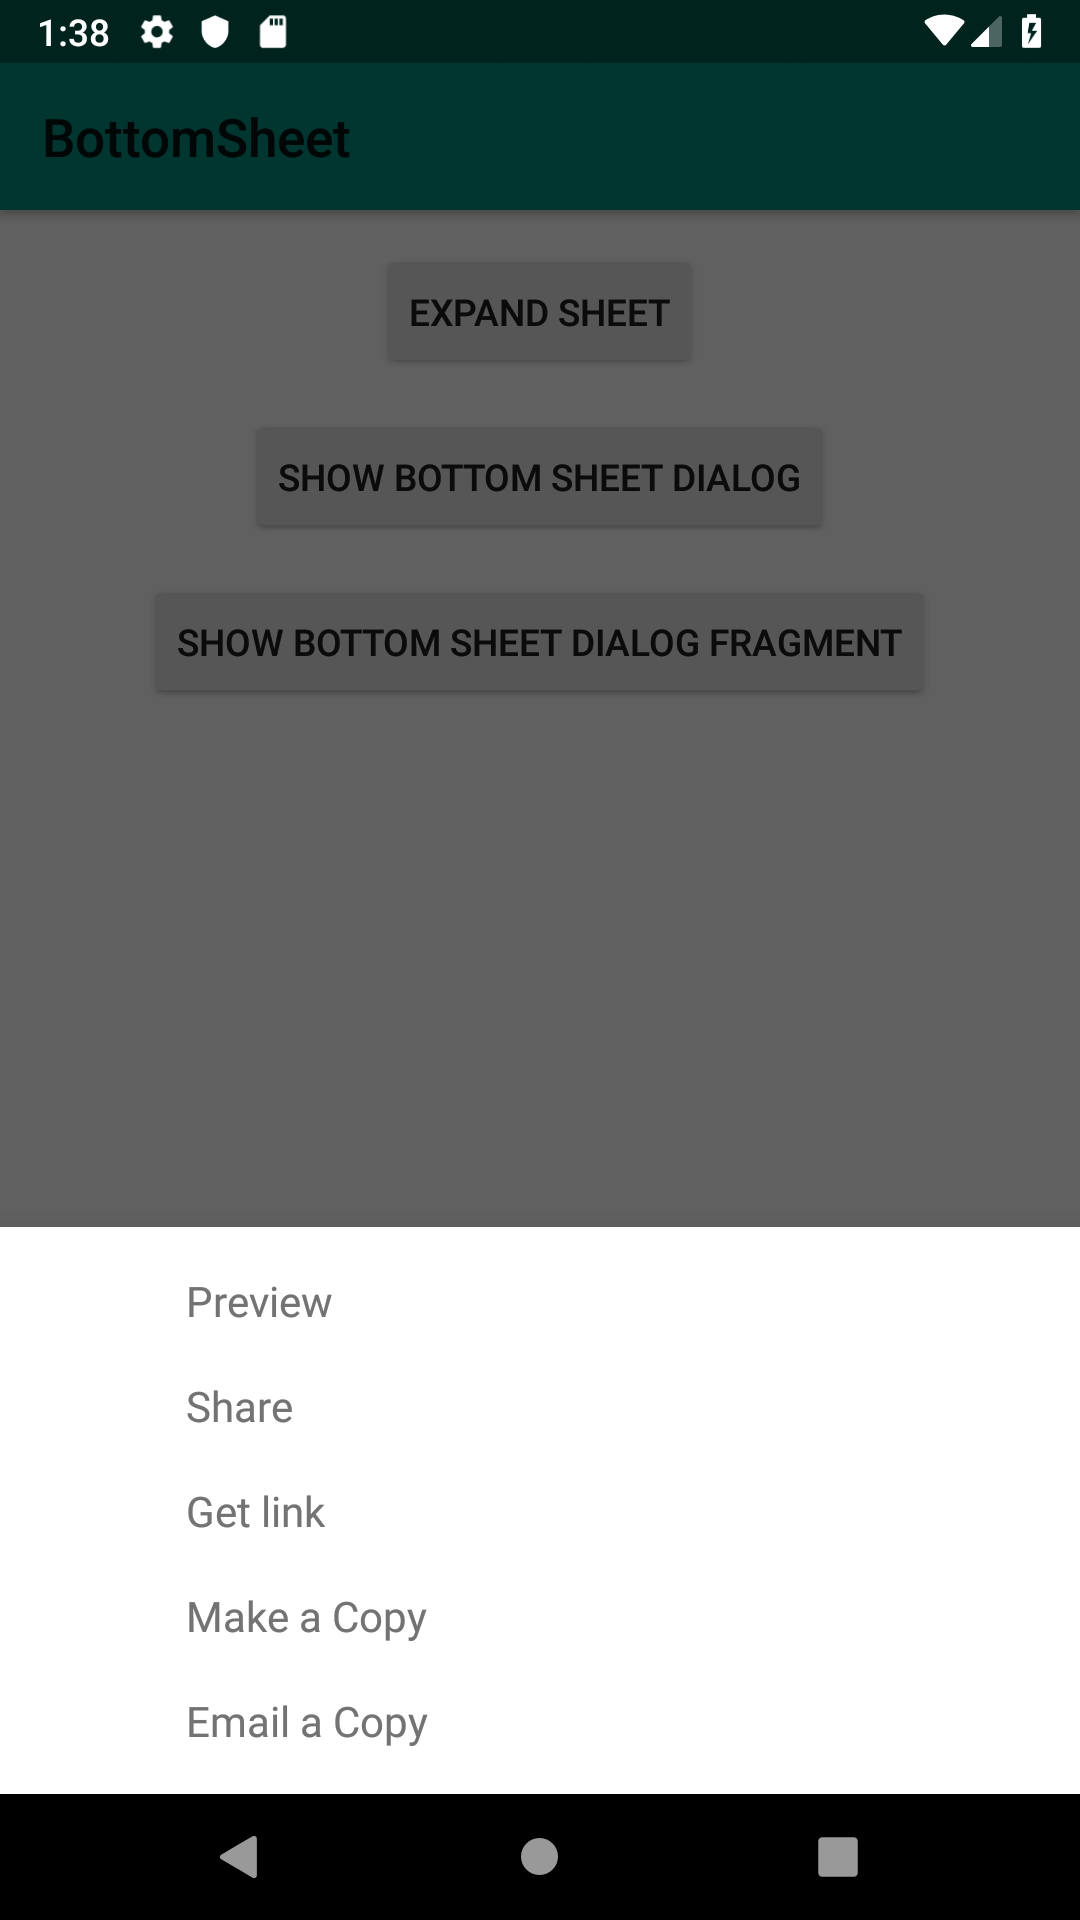 1:38
BottomSheet
EXPAND SHEET
SHOW BOTTOM SHEET DIALOG
SHOW BOTTOM SHEET DIALOG FRAGMENT
Preview
Share
Get link
Make a Copy
Email a Copy